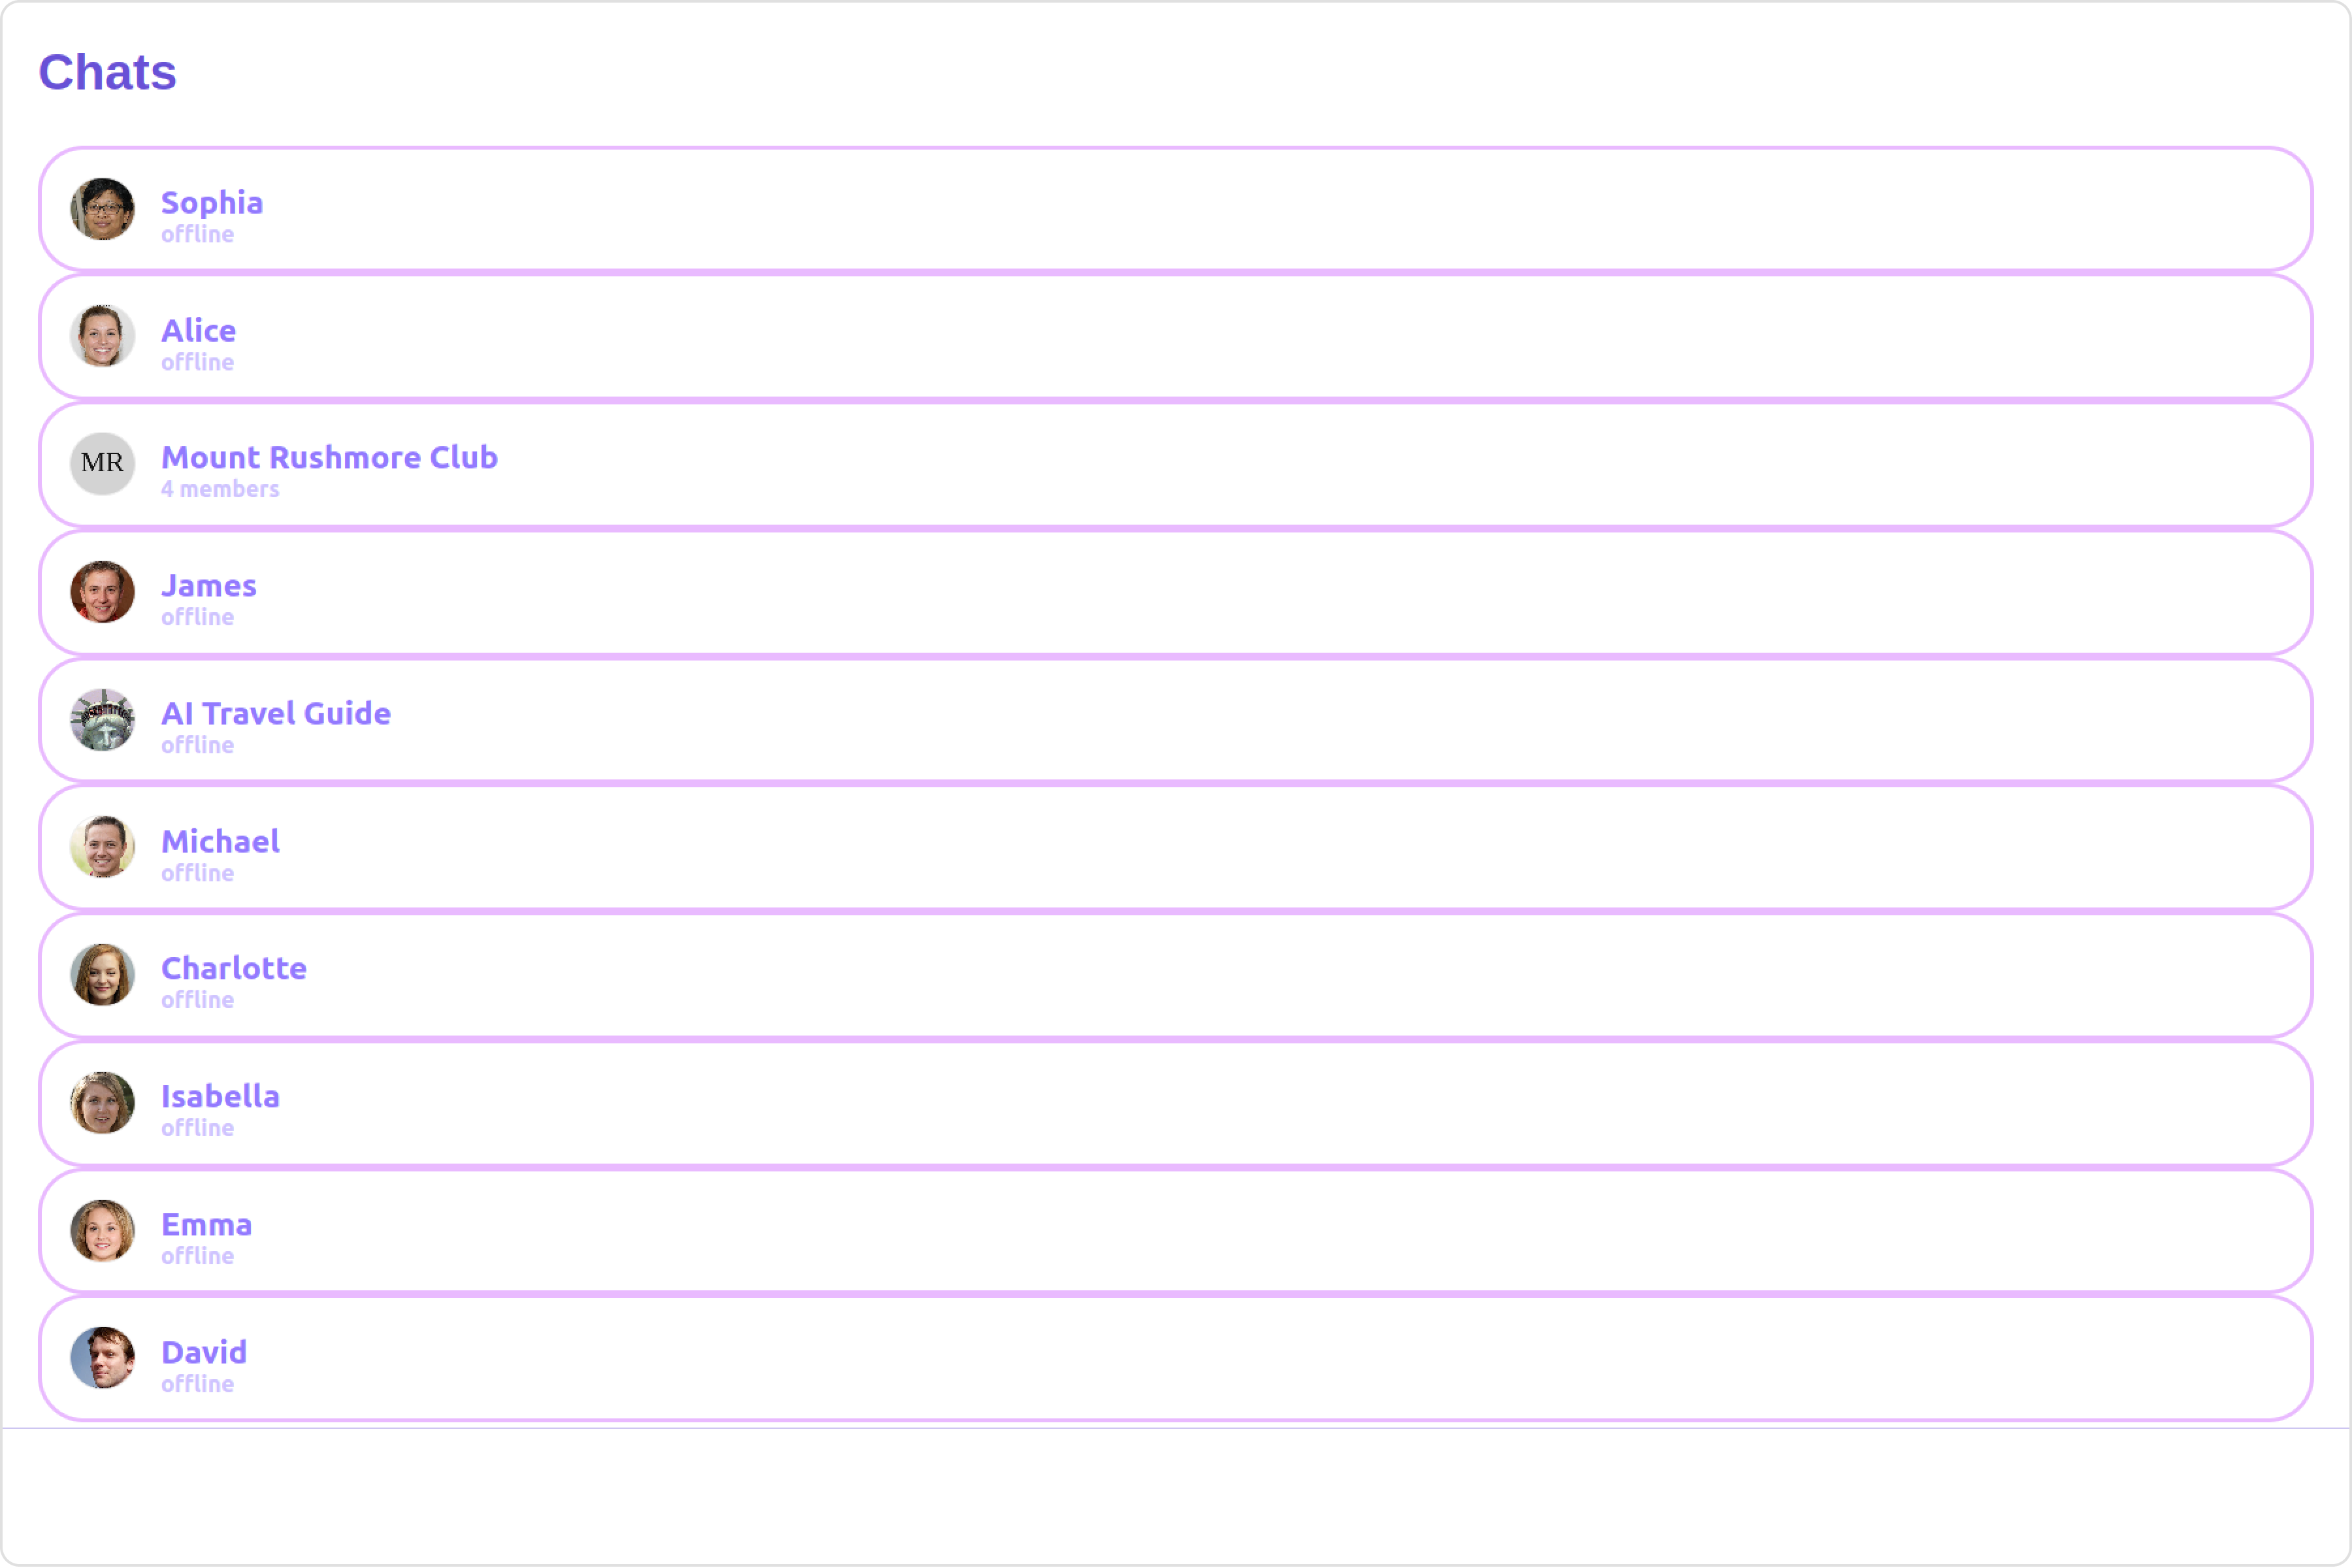 Chats
Sophia
offline
Alice
offline
MR
Mount Rushmore Club
4 members
James
offline
AI Travel Guide
offline
Michael
offline
Charlotte
offline
Isabella
offline
Emma
offline
David
offline